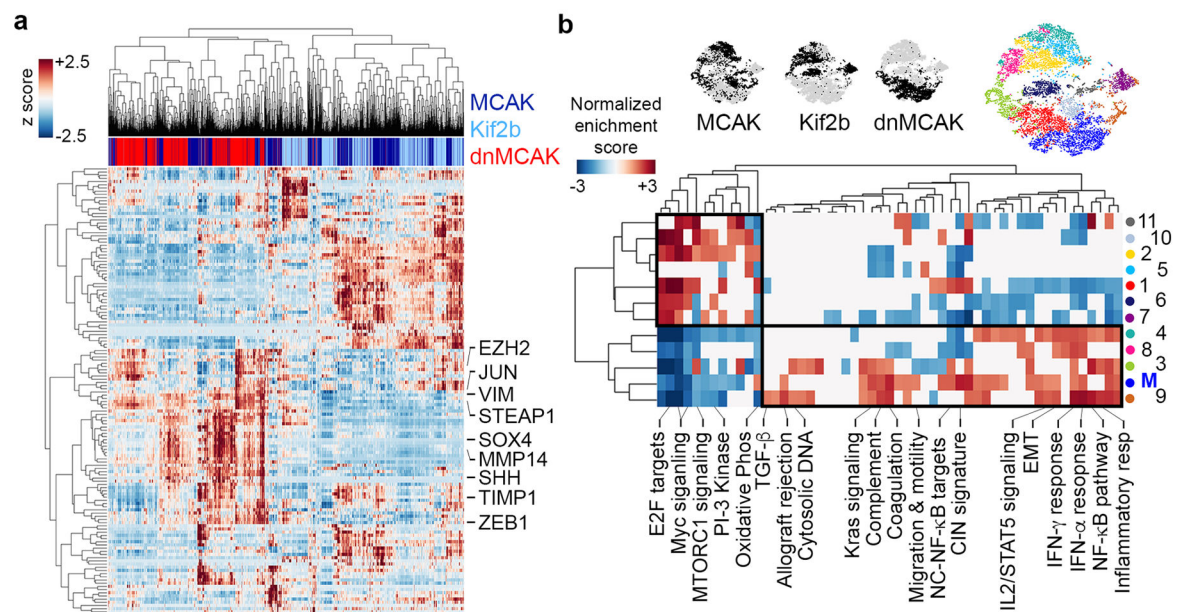 a
z score
+2.5
-2.5
MCAK
Kif2b
dnMCAK
EZH2
JUN
VIM
STEAP1
SOX4
MMP14
SHH
TIMP1
ZEB1
b
Normalized
enichment
score
-3
+3
MCAK
Kif2b
dnMCAK
11
10
2
5
1
6
7
4
8
3
M
9
E2F targets
Myc siganling
MTORC1 signaling
PI-3 Kinase
Oxidative Phos
TGF-β
Allograft rejection
Cytosolic DNA
Kras signaling
Complement
Coagulation
Migration & motility
NC-NF-κB targets
CIN signature
IL2/STAT5 signaling
EMT
IFN-γ response
IFN-α resopnse
NF-κB pathway
Inflammatory resp